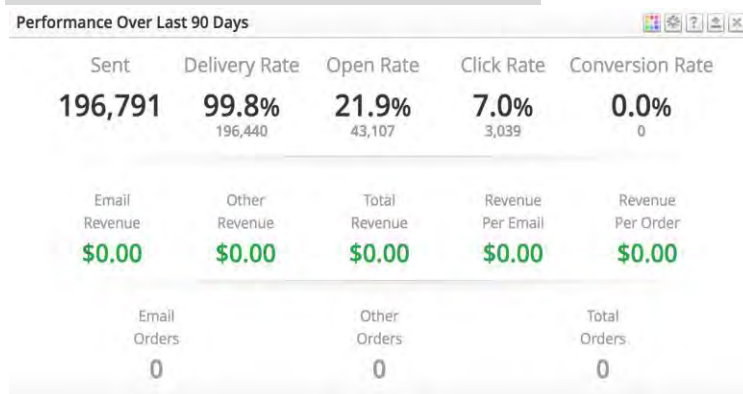 Performance Over Last 90 Days
?
Sent Delivery Rate Open Rate Click Rate Conversion Rate
196,791 99.8% 21.9% 7.0% 0.0%
196,440 43,107 3,039 0
Email Other Total Revenue Revenue
Revenue Revenue Revenue Per Email Per Order
$0.00 $0.00 $0.00 $0.00 $0.00
Email Other Total
Orders Orders Orders
0 0 0